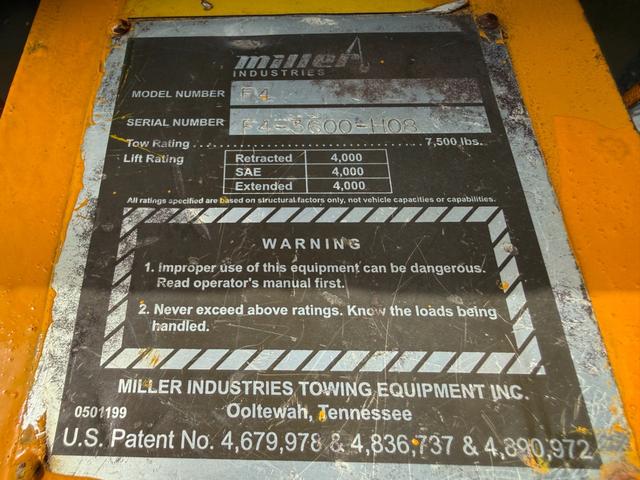 miller
INDUSTRIES
MODEL NUMBER F4
SERIAL NUMBER F4-5600-H08
Tow Rating . . . . . . . . . . . . . . . . . . . . . . . . . . . . . . . . 7,500 lbs.
Lift Rating
Retracted 4,000
SAE 4,000
Extended 4,000
All ratings specified are based on structural factors only, not vehicle capacities or capabilities.
WARNING
1. Improper use of this equipment can be dangerous.
Read operator's manual first.
2. Never exceed above ratings. Know the loads being
handled.
MILLER INDUSTRIES TOWING EQUIPMENT INC.
0501199 Ooltewah, Tennessee
U.S. Patent No. 4,679,978 & 4,836,737 & 4,890,972